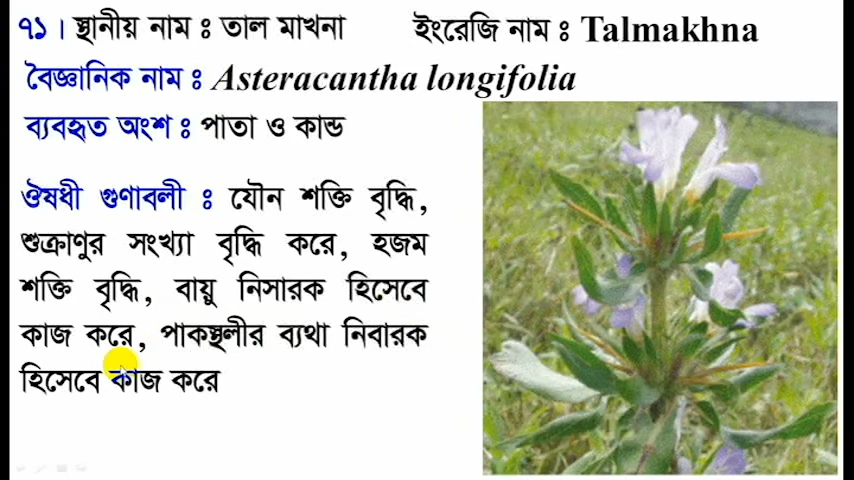 ৭১। স্থানীয় নাম ঃ তাল মাখনা ইংরেজি নাম ঃ Talmakhna
বৈজ্ঞানিক নাম ঃ Asteracantha longifolia
ব্যবহৃত অংশ ঃ পাতা ও কান্ড
ঔষধী গুণাবলী ঃ যৌন শক্তি বৃদ্ধি,
শুক্রাণুর সংখ্যা বৃদ্ধি করে, হজম
শক্তি বৃদ্ধি, বায়ু নিসারক হিসেবে
কাজ করে, পাকস্থলীর ব্যথা নিবারক
হিসেবে কাজ করে